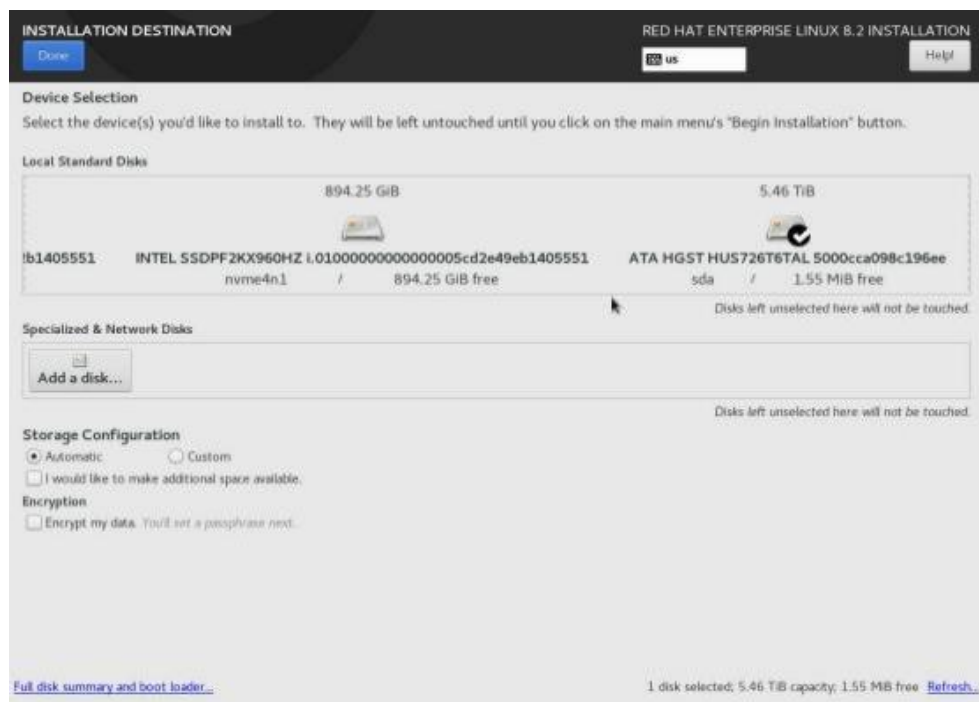 INSTALLATION DESTINATION
RED HAT ENTERPRISE LINUX 8.2 INSTALLATION
Done
us
Help!
Device Selection
Select the device(s) you'd like to install to. They will be left untouched until you click on the main menu's "Begin Installation" button.
Local Standard Disks
894.25 GiB
5.46 TiB
b1405551
INTEL SSDPF2KX960HZ
ATA HGST HUS726T6TAL 5000cca098c196ee
nvme4n1 / 894.25 GiB free
sda / 1.55 MiB free
Disks left unselected here will not be touched.
Specialized & Network Disks
Add a disk...
Disks left unselected here will not be touched.
Storage Configuration
Automatic
Custom
I would like to make additional space available.
Encryption
Encrypt my data. You'll set a passphrase next.
Full disk summary and boot loader...
1 disk selected; 5.46 TiB capacity; 1.55 MiB free Refresh...